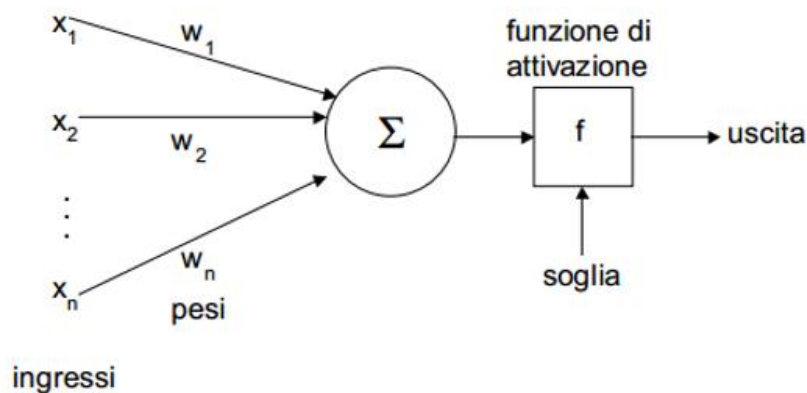 x1
w1
funzione di
attivazione
x2
w2
Σ
f
uscita
⋮
xn
wn
pesi
soglia
ingressi